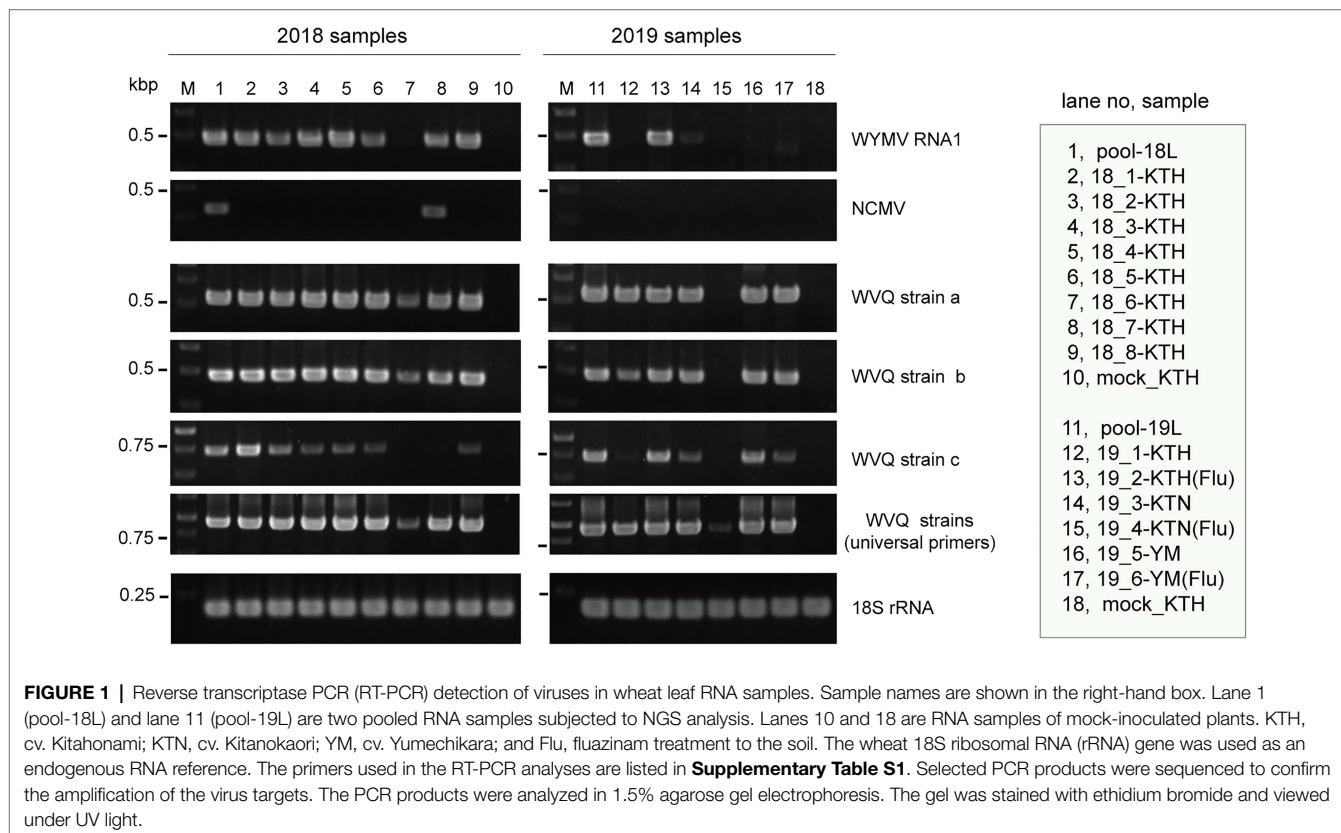 2018 samples
2019 samples
kbp M 1 2 3 4 5 6 7 8 9 10
M 11 12 13 14 15 16 17 18
0.5
WYMV RNA1
0.5
NCMV
0.5
WVQ strain a
0.5
WVQ strain b
0.75
WVQ strain c
0.75
WVQ strains
(universal primers)
0.25
18S rRNA
lane no, sample
1, pool-18L
2, 18_1-KTH
3, 18_2-KTH
4, 18_3-KTH
5, 18_4-KTH
6, 18_5-KTH
7, 18_6-KTH
8, 18_7-KTH
9, 18_8-KTH
10, mock_KTH
11, pool-19L
12, 19_1-KTH
13, 19_2-KTH(Flu)
14, 19_3-KTN
15, 19_4-KTN(Flu)
16, 19_5-YM
17, 19_6-YM(Flu)
18, mock_KTH
FIGURE 1 | Reverse transcriptase PCR (RT-PCR) detection of viruses in wheat leaf RNA samples. Sample names are shown in the right-hand box. Lane 1
(pool-18L) and lane 11 (pool-19L) are two pooled RNA samples subjected to NGS analysis. Lanes 10 and 18 are RNA samples of mock-inoculated plants. KTH,
cv. Kitahonami; KTN, cv. Kitanokaori; YM, cv. Yumechikara; and Flu, fluazinam treatment to the soil. The wheat 18S ribosomal RNA (rRNA) gene was used as an
endogenous RNA reference. The primers used in the RT-PCR analyses are listed in Supplementary Table S1. Selected PCR products were sequenced to confirm
the amplification of the virus targets. The PCR products were analyzed in 1.5% agarose gel electrophoresis. The gel was stained with ethidium bromide and viewed
under UV light.